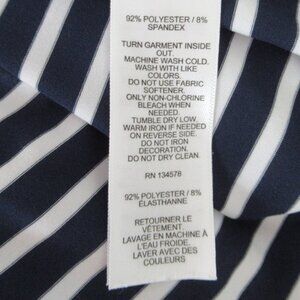 92% POLYESTER / 8%
SPANDEX
TURN GARMENT INSIDE
OUT.
MACHINE WASH COLD.
WASH WITH LIKE
COLORS.
DO NOT USE FABRIC
SOFTENER.
ONLY NON-CHLORINE
BLEACH WHEN
NEEDED.
TUMBLE DRY LOW.
WARM IRON IF NEEDED
ON REVERSE SIDE.
DO NOT IRON
DECORATION.
DO NOT DRY CLEAN.
RN 134578
92% POLYESTER / 8%
ÉLASTHANNE
RETOURNER LE
VÊTEMENT.
LAVAGE EN MACHINE À
L'EAU FROIDE.
LAVER AVEC DES
COULEURS